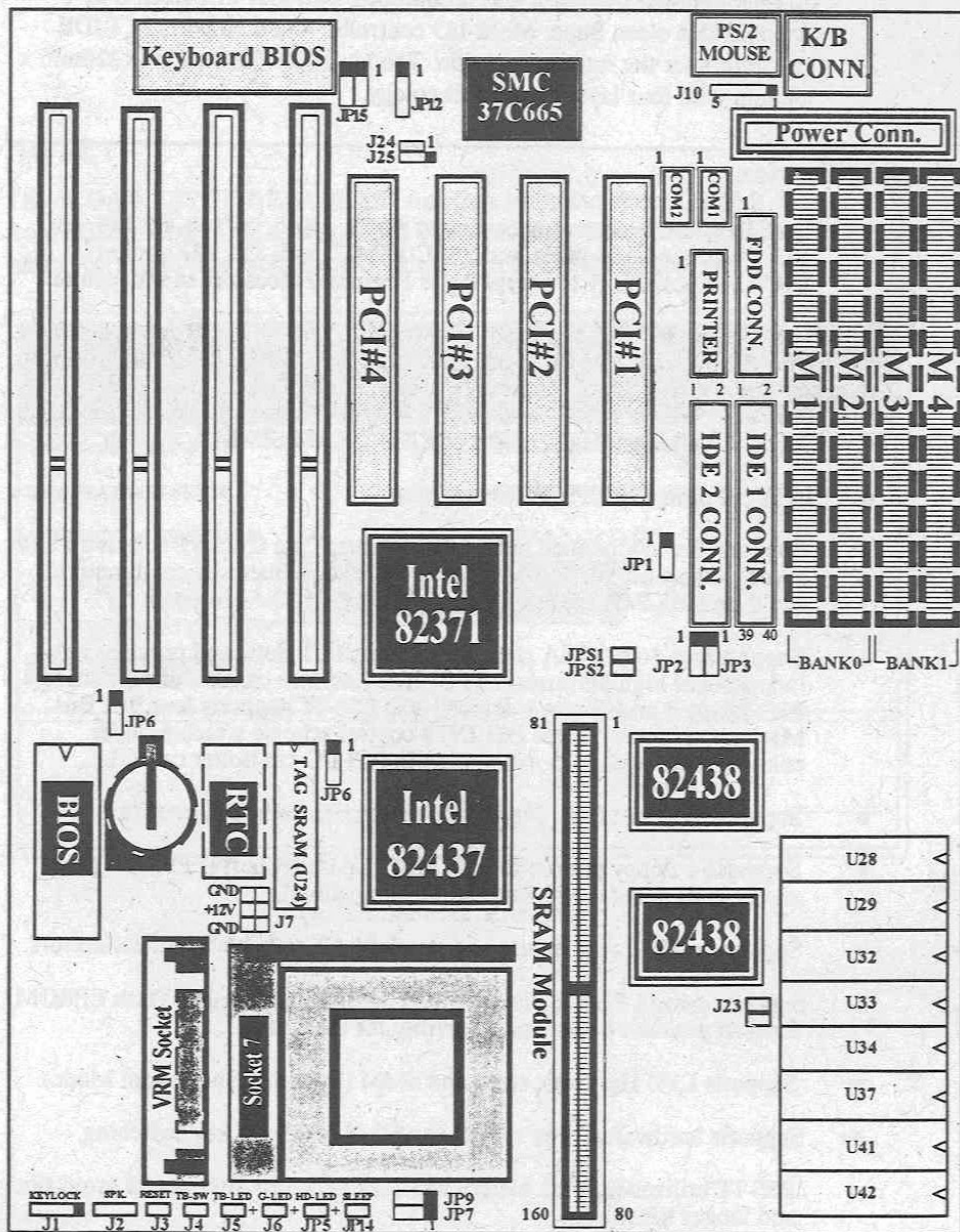 Keyboard BIOS
1
1
JP15
JP12
SMC
37C665
PS/2
MOUSE
K/B
CONN.
J10
5
1
Power Conn.
J24
1
J25
1
1
COM2
COM1
1
1
PCI#4
PCI#3
PCI#2
PCI#1
PRINTER
FDD CONN.
1
2
1
2
M 1
M 2
M 3
M 4
IDE 2 CONN.
IDE 1 CONN.
1
JP1
Intel
82371
JPS1
JPS2
1
1
39
40
JP2
JP3
BANK0
BANK1
1
JP6
81
1
BIOS
RTC
TAG SRAM (U24)
1
JP6
Intel
82437
82438
GND
+12V
GND
J7
SRAM Module
82438
J23
U28
U29
U32
U33
U34
U37
U41
U42
VRM Socket
Socket 7
KEYLOCK
SPK.
RESET
TB-SW
TB-LED
G-LED
HD-LED
SLEEP
J1
J2
J3
J4
J5
+
J6
+
JP5
+
JP14
JP9
JP7
1
160
80